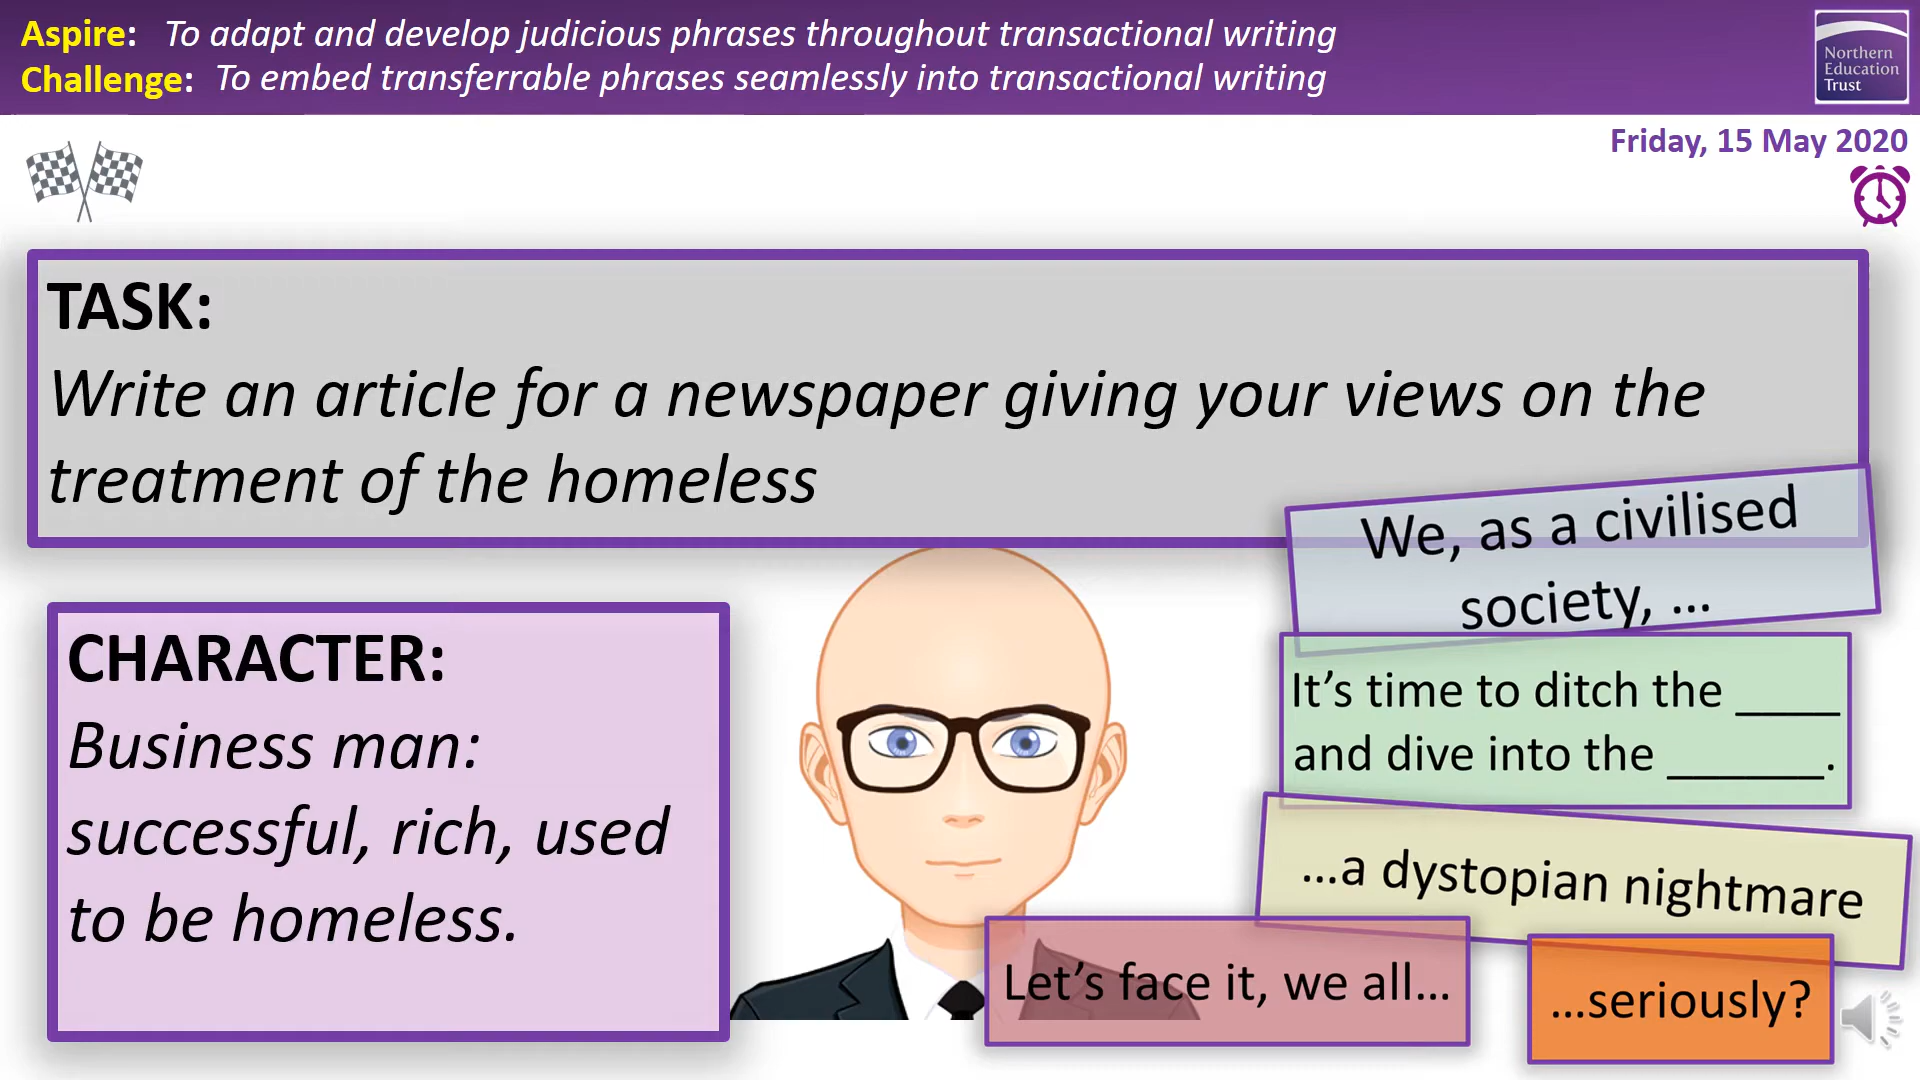 Aspire: To adapt and develop judicious phrases throughout transactional writing
Challenge: To embed transferrable phrases seamlessly into transactional writing
Northern
Education
Trust
Friday, 15 May 2020
TASK:
Write an article for a newspaper giving your views on the
treatment of the homeless
We, as a civilised
society, ...
CHARACTER:
Business man:
successful, rich, used
to be homeless.
It's time to ditch the ____
and dive into the ______.
...a dystopian nightmare
Let's face it, we all...
...seriously?